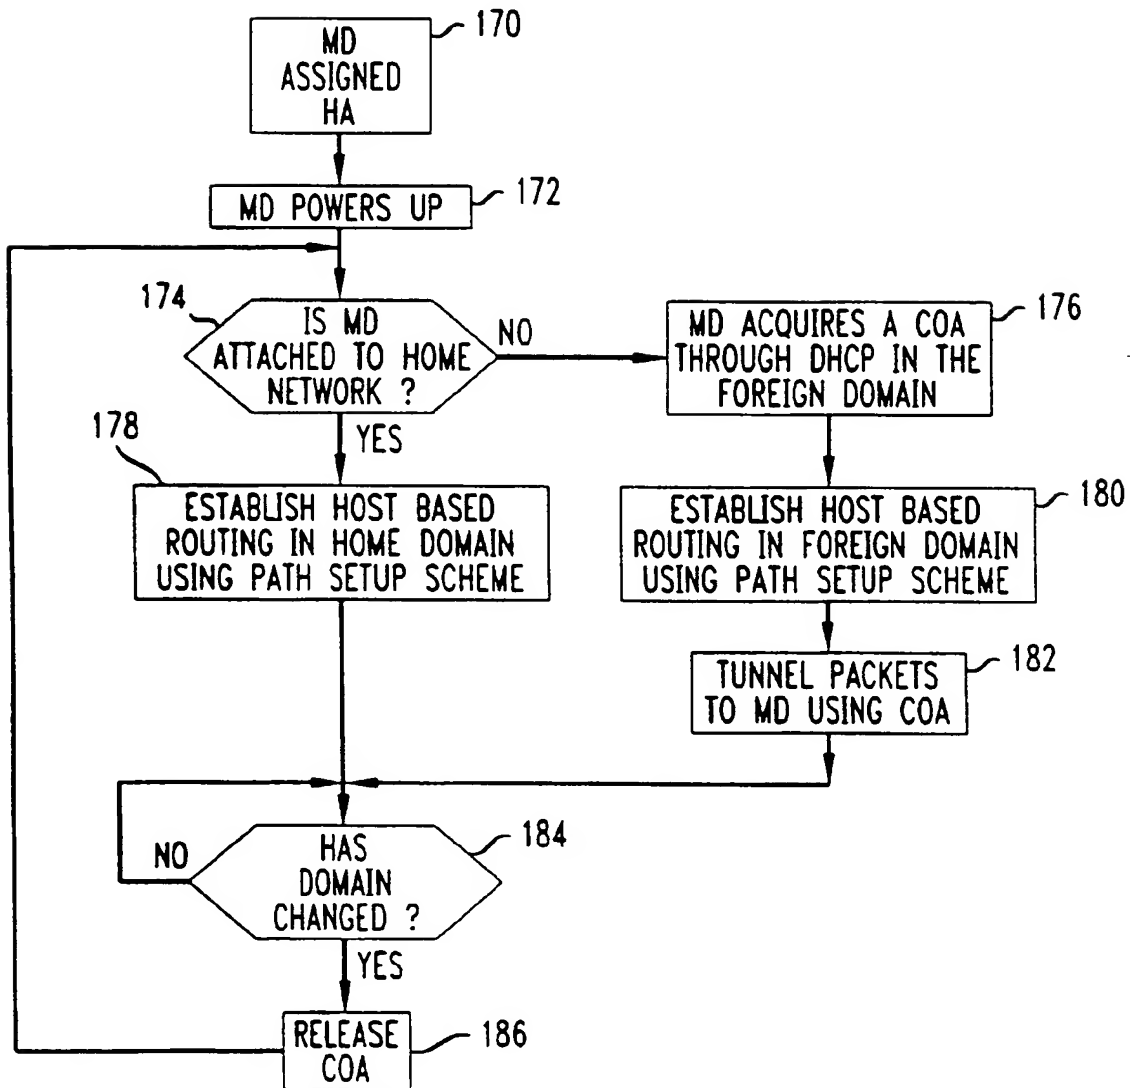 MD
ASSIGNED
HA
170
MD POWERS UP
172
174
IS MD
ATTACHED TO HOME
NETWORK ?
NO
YES
MD ACQUIRES A COA
THROUGH DHCP IN THE
FOREIGN DOMAIN
176
178
ESTABLISH HOST BASED
ROUTING IN HOME DOMAIN
USING PATH SETUP SCHEME
ESTABLISH HOST BASED
ROUTING IN FOREIGN DOMAIN
USING PATH SETUP SCHEME
180
TUNNEL PACKETS
TO MD USING COA
182
HAS
DOMAIN
CHANGED ?
184
NO
YES
RELEASE
COA
186